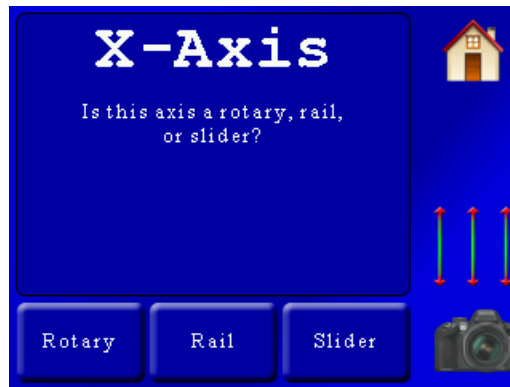 X-Axis
Is this axis a rotary, rail,
or slider?
Rotary
Rail
Slider